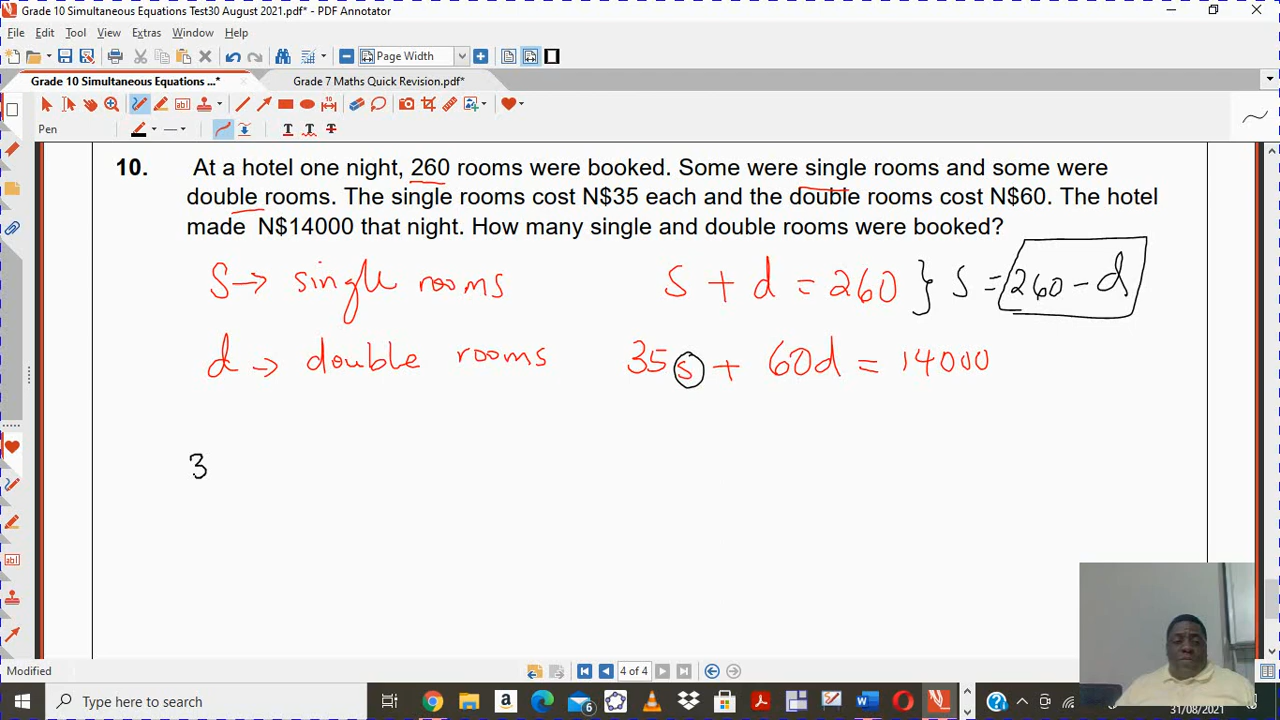 Grade 10 Simultaneous Equations Test30 August 2021.pdf* - PDF Annotator
File Edit Tool View Extras Window Help
Page Width
Grade 10 Simultaneous Equations ...* Grade 7 Maths Quick Revision.pdf*
Pen
10. At a hotel one night, 260 rooms were booked. Some were single rooms and some were
double rooms. The single rooms cost N$35 each and the double rooms cost N$60. The hotel
made N$14000 that night. How many single and double rooms were booked?
S → single rooms s + d = 260 } s = 260 - d
d → double rooms 35s + 60d = 14000
3
Modified 4 of 4
Type here to search
31/08/2021